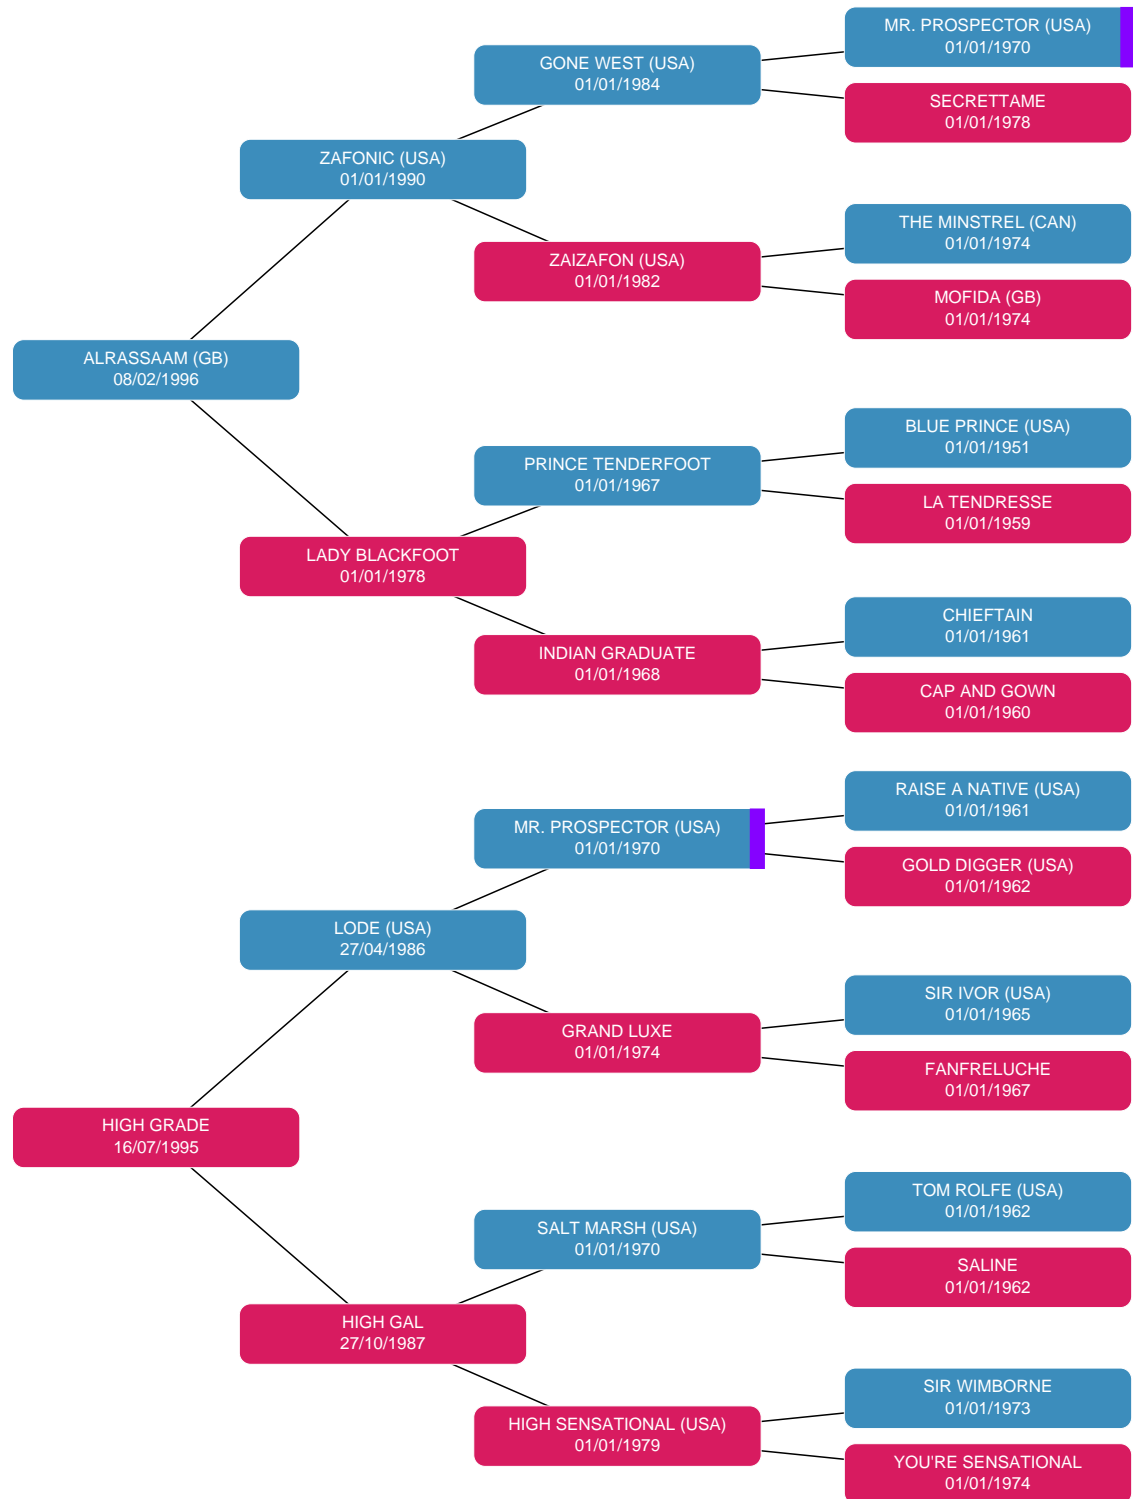 MR. PROSPECTOR (USA)
01/01/1970
GONE WEST (USA)
01/01/1984
SECRETTAME
01/01/1978
ZAFONIC (USA)
01/01/1990
THE MINSTREL (CAN)
01/01/1974
ZAIZAFON (USA)
01/01/1982
MOFIDA (GB)
01/01/1974
ALRASSAAM (GB)
08/02/1996
BLUE PRINCE (USA)
01/01/1951
PRINCE TENDERFOOT
01/01/1967
LA TENDRESSE
01/01/1959
LADY BLACKFOOT
01/01/1978
CHIEFTAIN
01/01/1961
INDIAN GRADUATE
01/01/1968
CAP AND GOWN
01/01/1960
RAISE A NATIVE (USA)
01/01/1961
MR. PROSPECTOR (USA)
01/01/1970
GOLD DIGGER (USA)
01/01/1962
LODE (USA)
27/04/1986
SIR IVOR (USA)
01/01/1965
GRAND LUXE
01/01/1974
FANFRELUCHE
01/01/1967
HIGH GRADE
16/07/1995
TOM ROLFE (USA)
01/01/1962
SALT MARSH (USA)
01/01/1970
SALINE
01/01/1962
HIGH GAL
27/10/1987
SIR WIMBORNE
01/01/1973
HIGH SENSATIONAL (USA)
01/01/1979
YOU'RE SENSATIONAL
01/01/1974